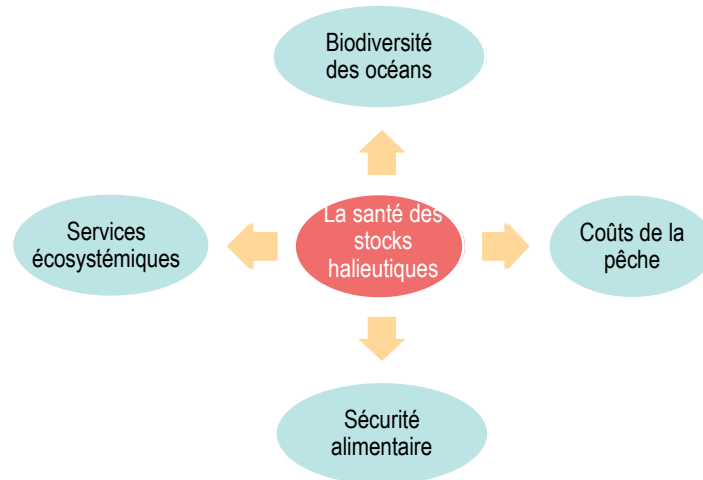 Biodiversité
des océans
Services
écosystémiques
La santé des
stocks
halieutiques
Coûts de la
pêche
Sécurité
alimentaire